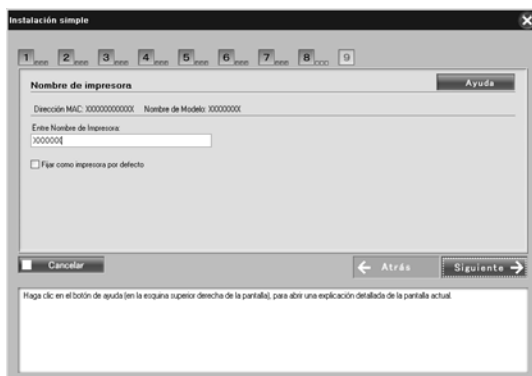 Instalación simple
1 2 3 4 5 6 7 8 9
Nombre de impresora
Ayuda
Dirección MAC: XXXXXXXXXXXX Nombre de Modelo: XXXXXXXX
Entre Nombre de Impresora:
XXXXXX
Fijar como impresora por defecto
Cancelar
Atrás
Siguiente
Haga clic en el botón de ayuda (en la esquina superior derecha de la pantalla), para abrir una explicación detallada de la pantalla actual.